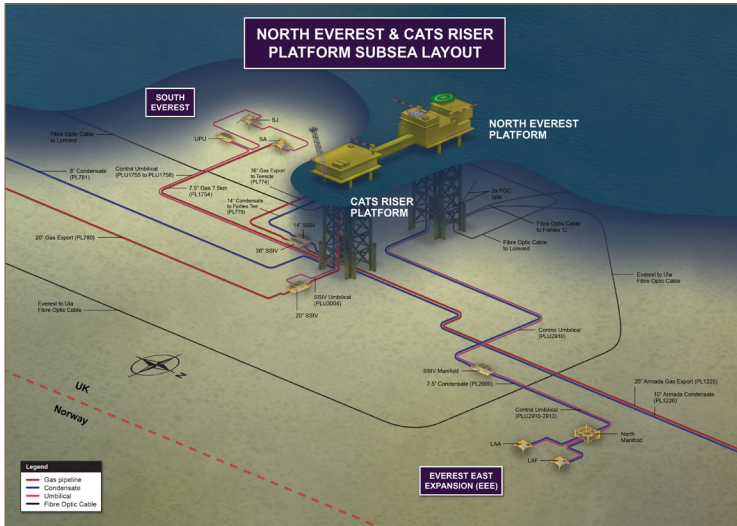 NORTH EVEREST & CATS RISER
PLATFORM SUBSEA LAYOUT
SOUTH
EVEREST
SJ
UPU
SA
NORTH EVEREST
PLATFORM
CATS RISER
PLATFORM
Fibre Optic Cable
to Lomond
8" Condensate
(PL781)
Control Umbilical
(PLU1755 to PLU1758)
7.5" Gas 7.5km
(PL1754)
36" Gas Export
to Teesside
(PL774)
14" Condensate
to Forties Tee
(PL778)
14" SSIV
36" SSIV
20" Gas Export (PL780)
SSIV Umbilical
(PLU3004)
20" SSIV
Everest to Ula
Fibre Optic Cable
2x FOC
tails
Fibre Optic Cable
to Forties 'C'
Fibre Optic Cable
to Lomond
Everest to Ula
Fibre Optic Cable
Control Umbilical
(PLU2910)
SSIV Manifold
7.5" Condensate (PL2909)
20" Armada Gas Export (PL1225)
10" Armada Condensate
(PL1226)
Control Umbilical
(PLU2910-2913)
North
Manifold
LAA
LAF
EVEREST EAST
EXPANSION (EEE)
N
UK
Norway
Legend
Gas pipeline
Condensate
Umbilical
Fibre Optic Cable